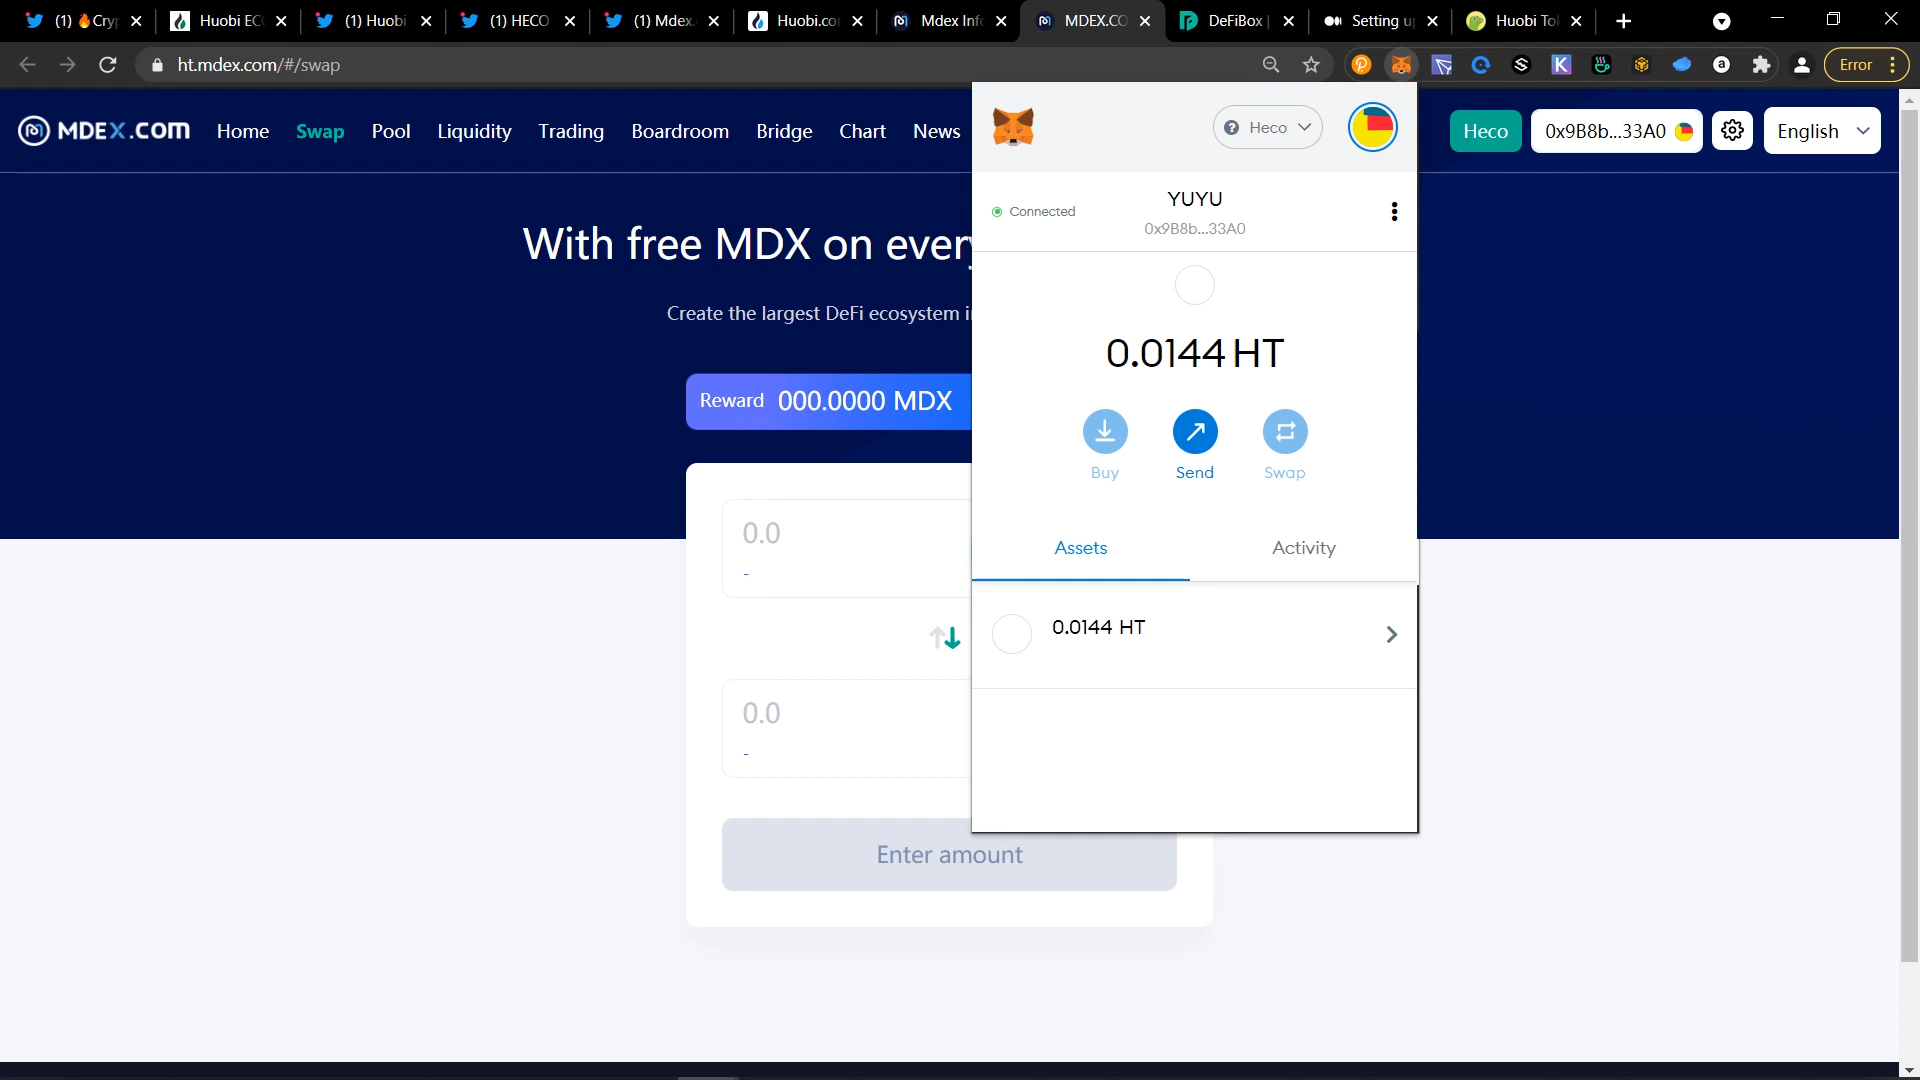 (1) 🔥Cryp
Huobi EC
(1) Huobi
(1) HECO
(1) Mdex.
Huobi.co
Mdex Inf
MDEX.CO
DeFiBox |
Setting u
Huobi To
ht.mdex.com/#/swap
Error
MDEX.COM
Home
Swap
Pool
Liquidity
Trading
Boardroom
Bridge
Chart
News
Heco
0x9B8b...33A0
English
Heco
Connected
YUYU
0x9B8b...33A0
With free MDX on every
Create the largest DeFi ecosystem i
0.0144 HT
Reward 000.0000 MDX
Buy
Send
Swap
0.0
-
Assets
Activity
0.0144 HT
0.0
-
Enter amount